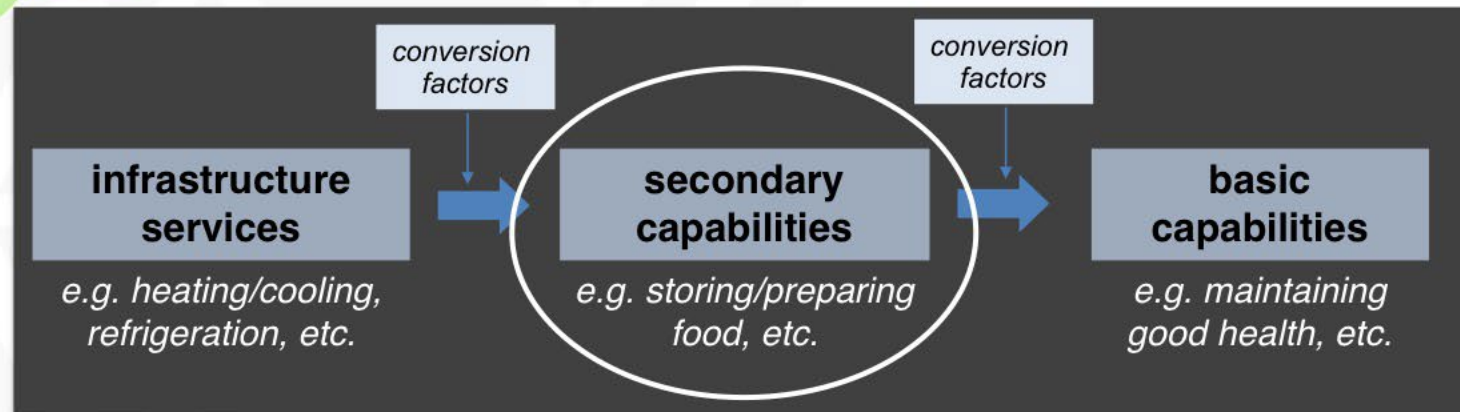 conversion
factors
conversion
factors
infrastructure
services
secondary
capabilities
basic
capabilities
e.g. heating/cooling,
refrigeration, etc.
e.g. storing/preparing
food, etc.
e.g. maintaining
good health, etc.